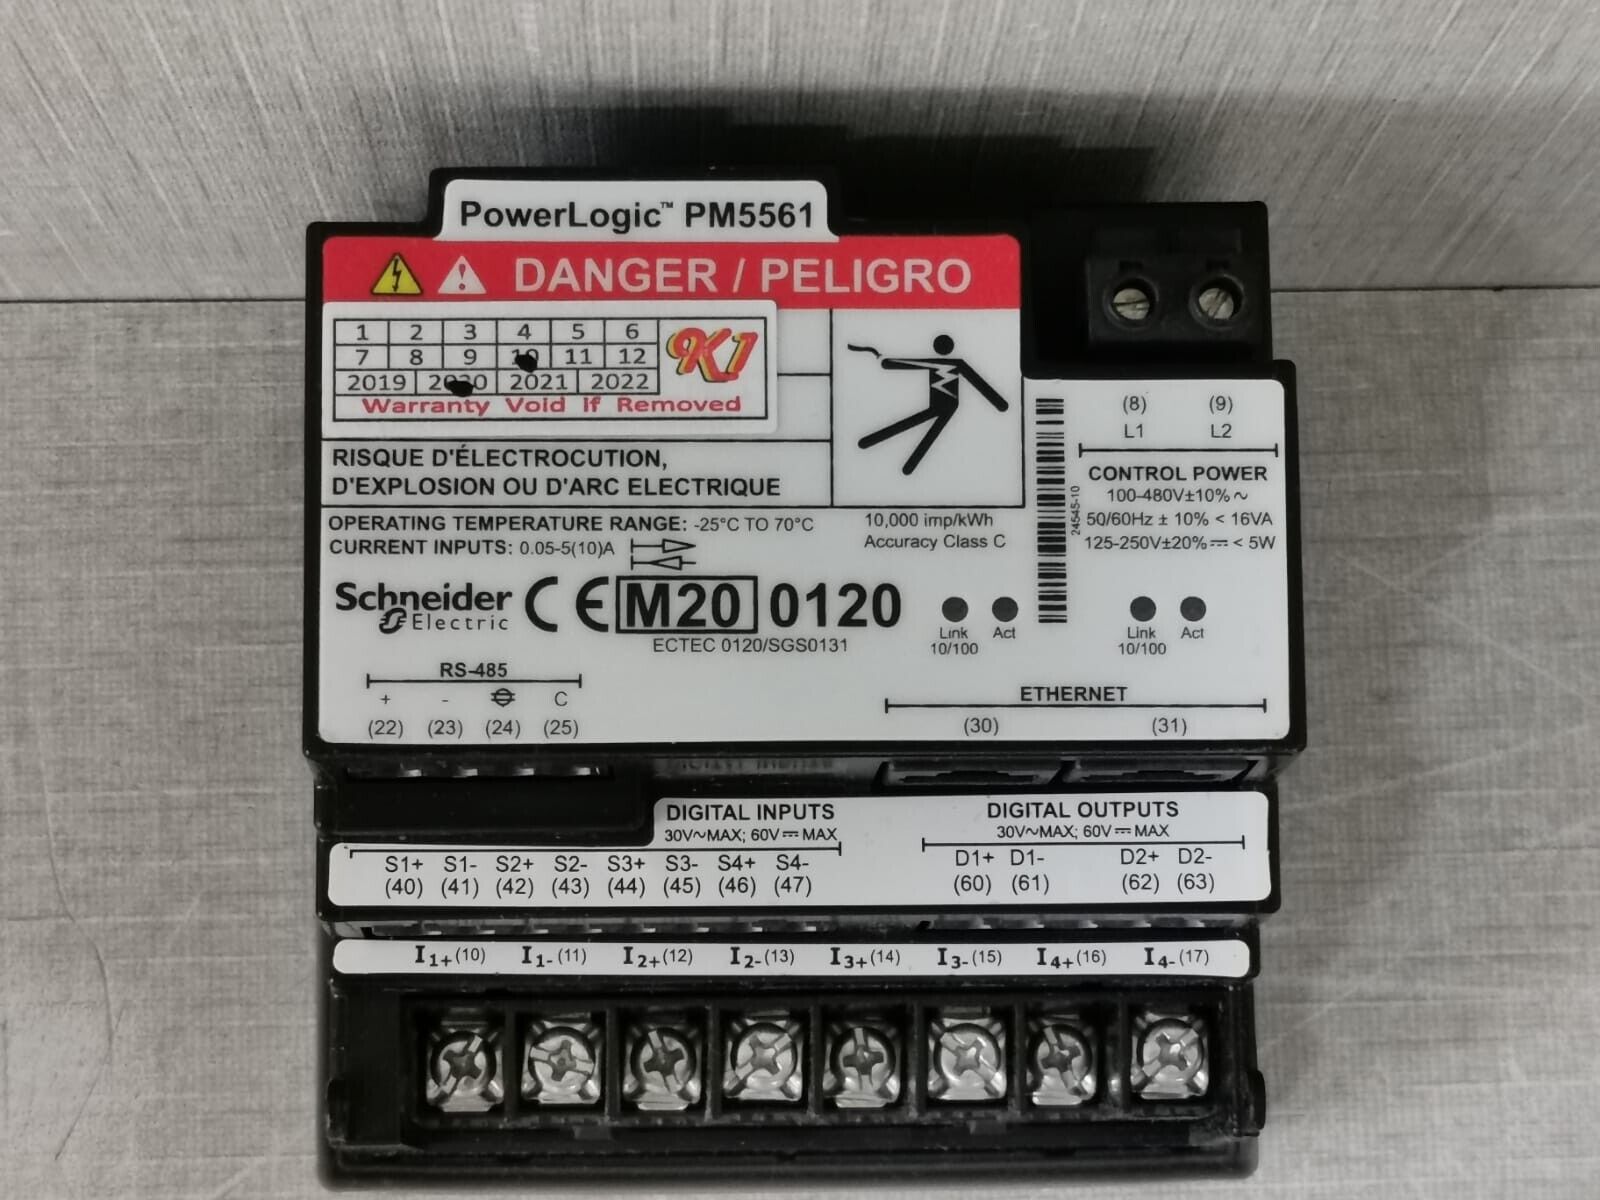 PowerLogic™ PM5561
DANGER / PELIGRO
1 2 3 4 5 6
7 8 9 10 11 12
2019 2020 2021 2022
Warranty Void If Removed
RISQUE D'ÉLECTROCUTION,
D'EXPLOSION OU D'ARC ELECTRIQUE
OPERATING TEMPERATURE RANGE: -25°C TO 70°C
CURRENT INPUTS: 0.05-5(10)A
10,000 imp/kWh
Accuracy Class C
Schneider
Electric
CE M20 0120
ECTEC 0120/SGS0131
24545-10
(8) (9)
L1 L2
CONTROL POWER
100-480V±10% ~
50/60Hz ± 10% < 16VA
125-250V±20% ⎓ < 5W
Link Act Link Act
10/100 10/100
RS-485
+ - C
(22) (23) (24) (25)
ETHERNET
(30) (31)
DIGITAL INPUTS
30V~MAX; 60V⎓ MAX
S1+ S1- S2+ S2- S3+ S3- S4+ S4-
(40) (41) (42) (43) (44) (45) (46) (47)
DIGITAL OUTPUTS
30V~MAX; 60V⎓ MAX
D1+ D1- D2+ D2-
(60) (61) (62) (63)
I1+(10) I1-(11) I2+(12) I2-(13) I3+(14) I3-(15) I4+(16) I4-(17)